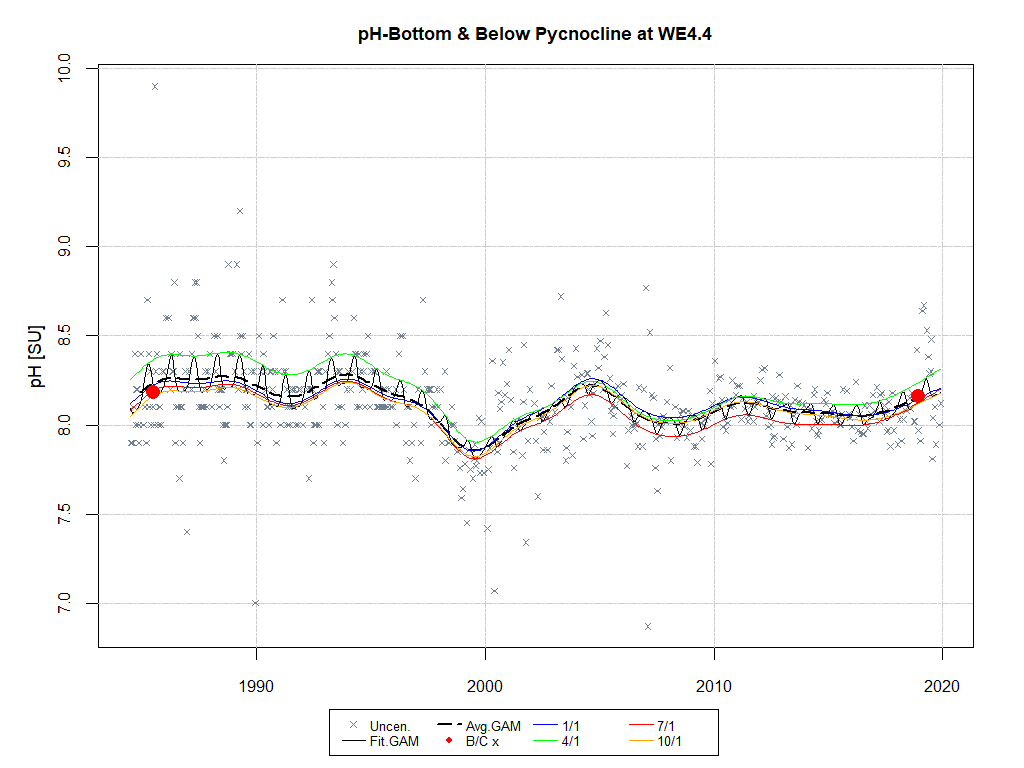 pH-Bottom & Below Pycnocline at WE4.4
pH [SU]
10.0
9.5
9.0
8.5
8.0
7.5
7.0
1990 2000 2010 2020
Uncen. Avg.GAM 1/1 7/1
Fit.GAM B/C x 4/1 10/1